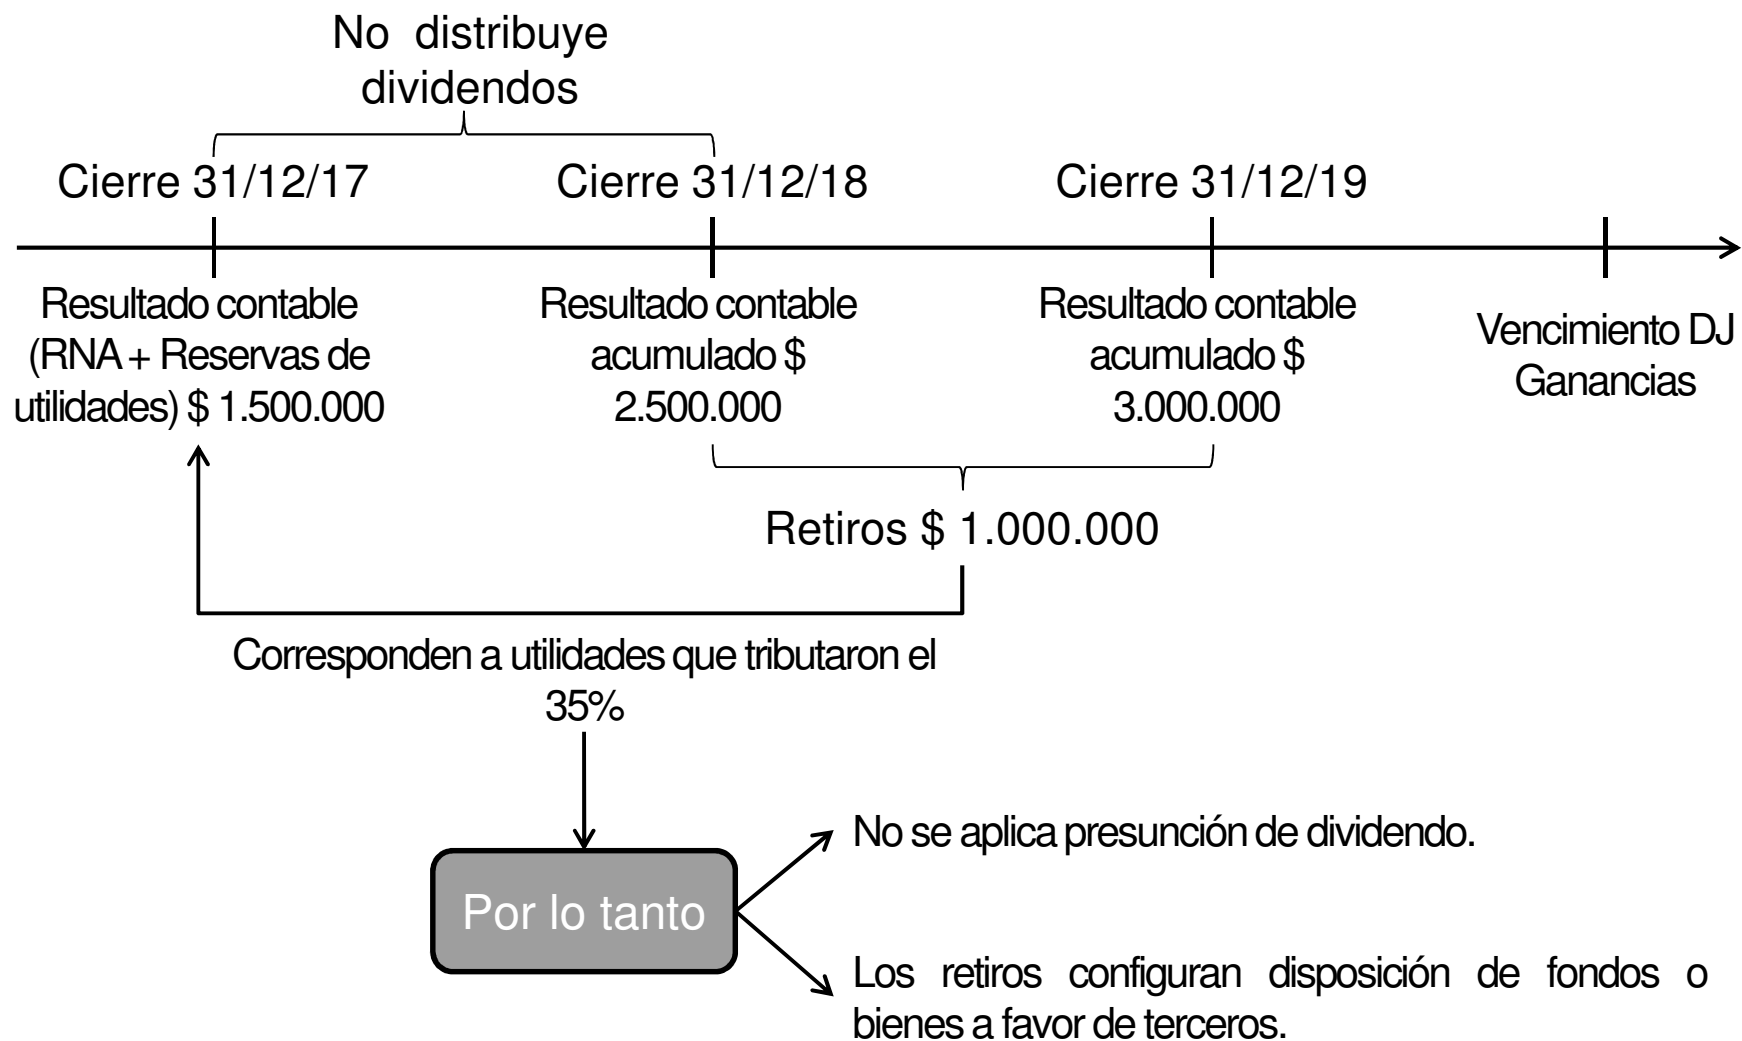 No distribuye
dividendos
Cierre 31/12/17
Cierre 31/12/18
Cierre 31/12/19
Resultado contable
(RNA + Reservas de
utilidades) $ 1.500.000
Resultado contable
acumulado $
2.500.000
Resultado contable
acumulado $
3.000.000
Vencimiento DJ
Ganancias
Retiros $ 1.000.000
Corresponden a utilidades que tributaron el
35%
Por lo tanto
No se aplica presunción de dividendo.
Los retiros configuran disposición de fondos o
bienes a favor de terceros.